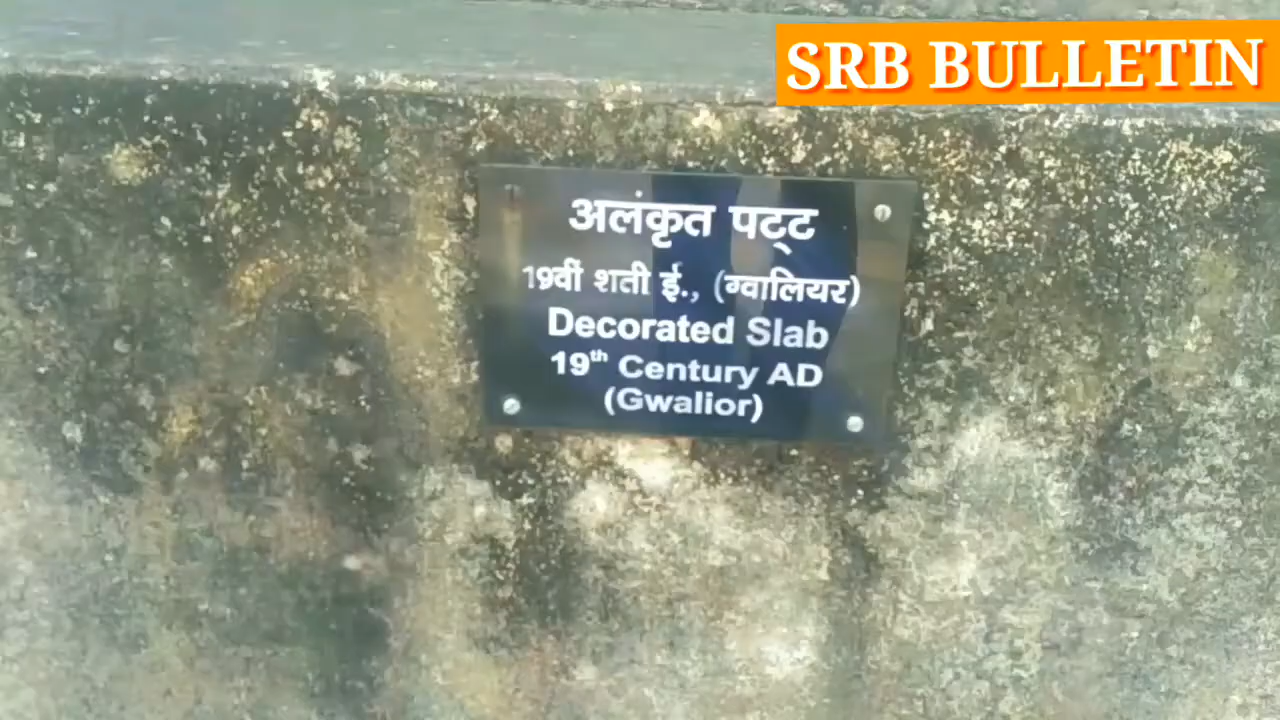 SRB BULLETIN
अलंकृत पट्‌ट
19वीं शती ई., (ग्वालियर)
Decorated Slab
19th Century AD
(Gwalior)